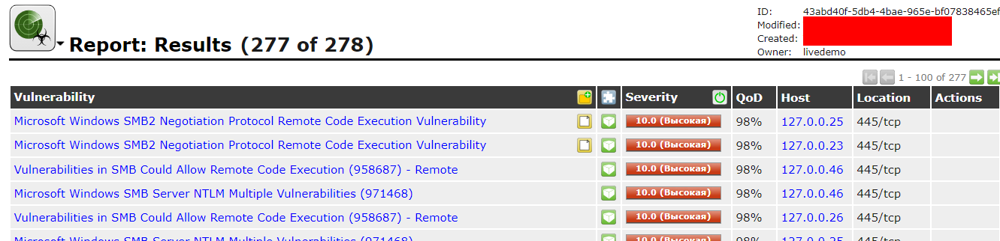 Report: Results (277 of 278)
ID: 43abd40f-5db4-4bae-965e-bf07838465ef
Modified:
Created:
Owner: livedemo
1 - 100 of 277
Vulnerability Severity QoD Host Location Actions
Microsoft Windows SMB2 Negotiation Protocol Remote Code Execution Vulnerability 10.0 (Высокая) 98% 127.0.0.25 445/tcp
Microsoft Windows SMB2 Negotiation Protocol Remote Code Execution Vulnerability 10.0 (Высокая) 98% 127.0.0.23 445/tcp
Vulnerabilities in SMB Could Allow Remote Code Execution (958687) - Remote 10.0 (Высокая) 98% 127.0.0.46 445/tcp
Microsoft Windows SMB Server NTLM Multiple Vulnerabilities (971468) 10.0 (Высокая) 98% 127.0.0.46 445/tcp
Vulnerabilities in SMB Could Allow Remote Code Execution (958687) - Remote 10.0 (Высокая) 98% 127.0.0.26 445/tcp
Microsoft Windows SMB Server NTLM Multiple Vulnerabilities (971468) 10.0 (Высокая) 98% 127.0.0.25 445/tcp